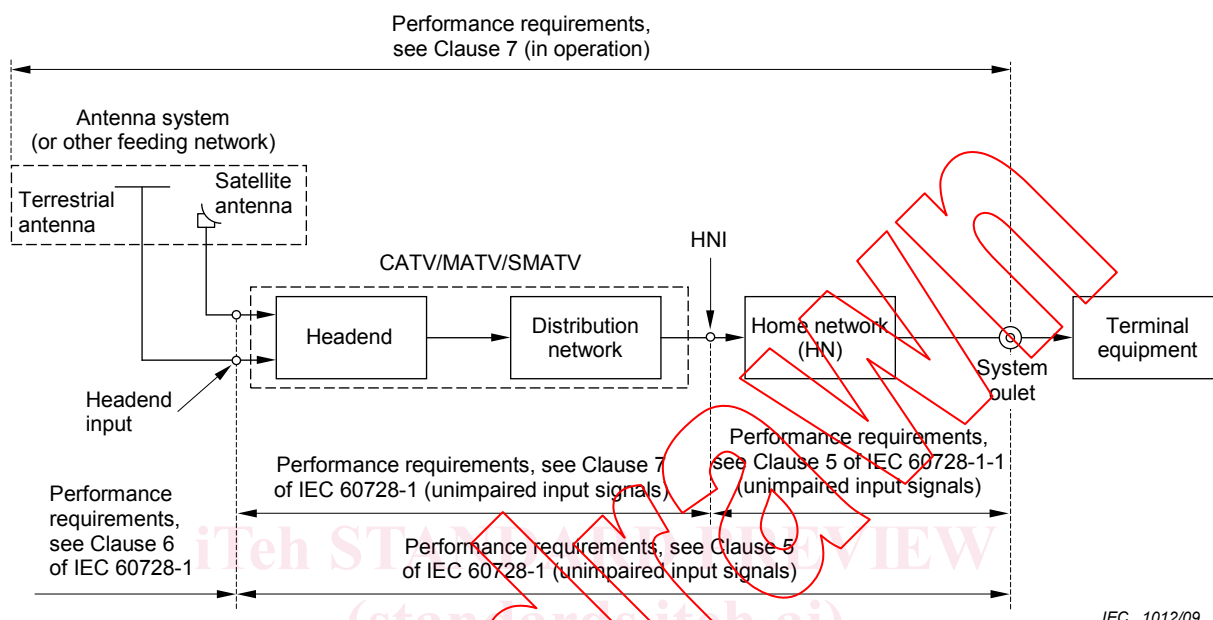 Performance requirements,
see Clause 7 (in operation)
Antenna system
(or other feeding network)
Terrestrial
antenna
Satellite
antenna
HNI
CATV/MATV/SMATV
Headend
Distribution
network
Home network
(HN)
Terminal
equipment
System
oulet
Headend
input
Performance requirements, see Clause 7
of IEC 60728-1 (unimpaired input signals)
Performance requirements,
see Clause 5 of IEC 60728-1-1
(unimpaired input signals)
Performance
requirements,
see Clause 6
of IEC 60728-1
Performance requirements, see Clause 5
of IEC 60728-1 (unimpaired input signals)
iTeh STANDARD PREVIEW
(standards.iteh.ai)
IEC 1012/09